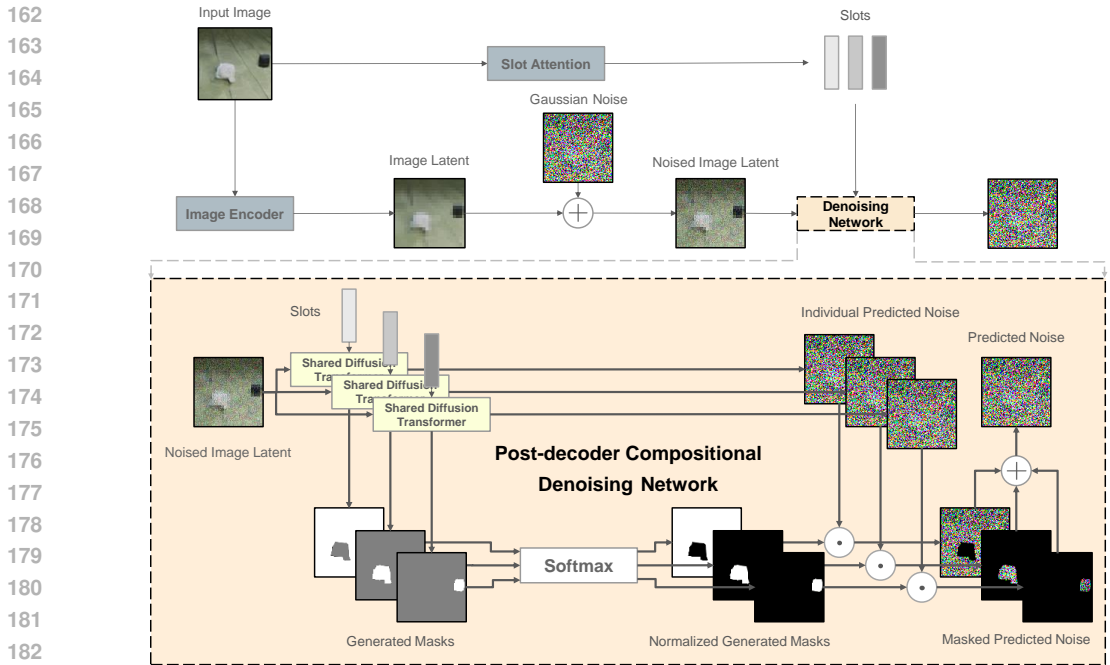 162
163
164
165
166
167
168
169
170
171
172
173
174
175
176
177
178
179
180
181
182
Input Image
Slot Attention
Slots
Gaussian Noise
Image Latent
Noised Image Latent
Image Encoder
Denoising
Network
Slots
Individual Predicted Noise
Predicted Noise
Shared Diffusion
Shared Diffusion
Shared Diffusion
Transformer
Noised Image Latent
Post-decoder Compositional
Denoising Network
Softmax
Generated Masks
Normalized Generated Masks
Masked Predicted Noise